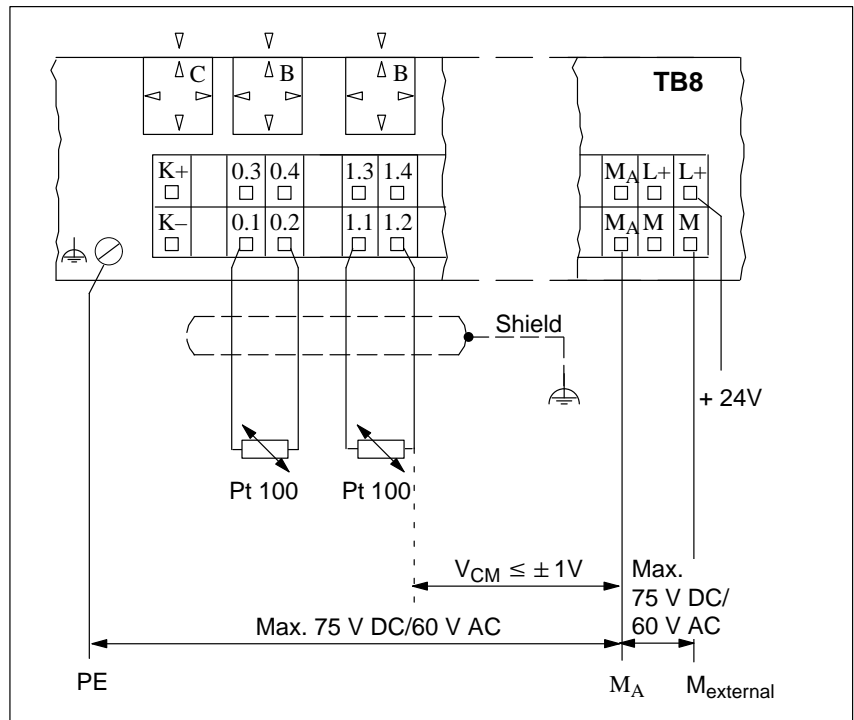 C B B
TB8
K+ 0.3 0.4 1.3 1.4 MA L+ L+
K− 0.1 0.2 1.1 1.2 MA M M
Shield
+ 24V
Pt 100 Pt 100
VCM ≤ ± 1V
Max.
75 V DC/
60 V AC
Max. 75 V DC/60 V AC
PE MA Mexternal